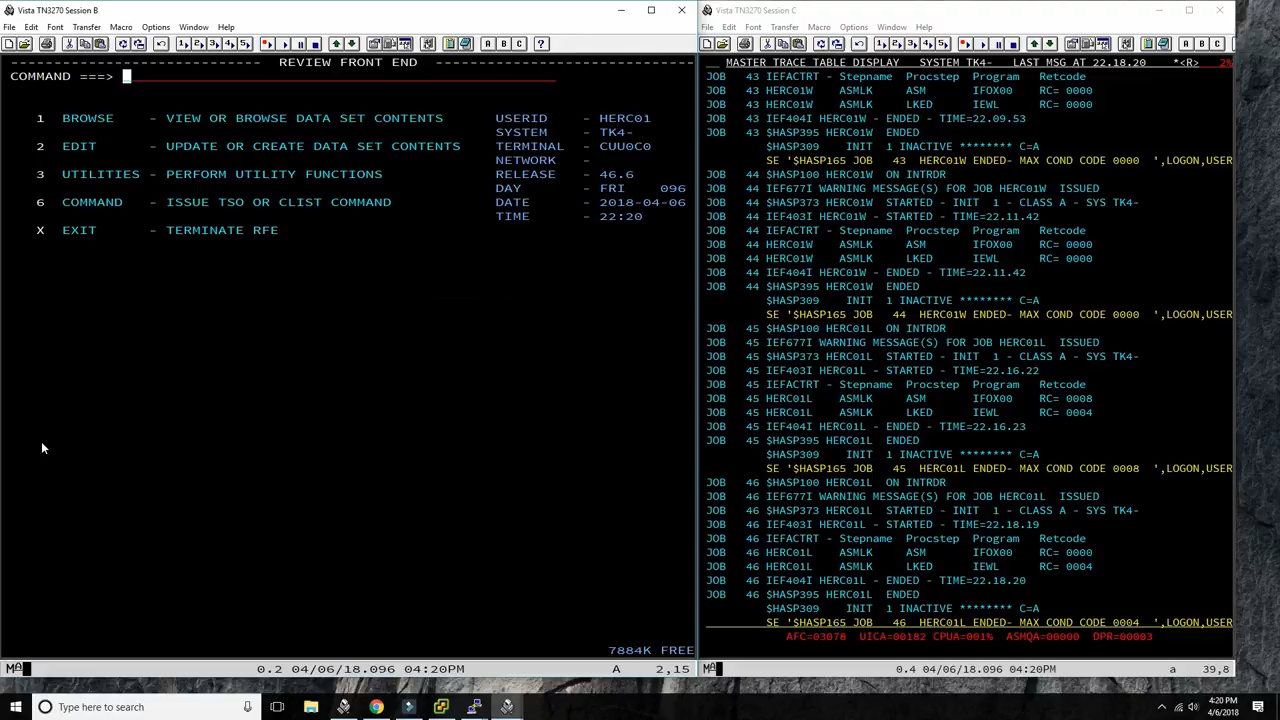 Vista TN3270 Session B
File Edit Font Transfer Macro Options Window Help
REVIEW FRONT END
COMMAND ===>
1 BROWSE - VIEW OR BROWSE DATA SET CONTENTS USERID - HERC01
SYSTEM - TK4-
2 EDIT - UPDATE OR CREATE DATA SET CONTENTS TERMINAL - CUU0C0
NETWORK -
3 UTILITIES - PERFORM UTILITY FUNCTIONS RELEASE - 46.6
DAY - FRI 096
6 COMMAND - ISSUE TSO OR CLIST COMMAND DATE - 2018-04-06
TIME - 22:20
X EXIT - TERMINATE RFE
7884K FREE
MA 0.2 04/06/18.096 04:20PM A 2,15
Vista TN3270 Session C
File Edit Font Transfer Macro Options Window Help
MASTER TRACE TABLE DISPLAY SYSTEM TK4- LAST MSG AT 22.18.20 *<R> 2%
JOB 43 IEFACTRT - Stepname Procstep Program Retcode
JOB 43 HERC01W ASMLK ASM IFOX00 RC= 0000
JOB 43 HERC01W ASMLK LKED IEWL RC= 0000
JOB 43 IEF404I HERC01W - ENDED - TIME=22.09.53
JOB 43 $HASP395 HERC01W ENDED
$HASP309 INIT 1 INACTIVE ******** C=A
SE '$HASP165 JOB 43 HERC01W ENDED- MAX COND CODE 0000 ',LOGON,USER
JOB 44 $HASP100 HERC01W ON INTRDR
JOB 44 IEF677I WARNING MESSAGE(S) FOR JOB HERC01W ISSUED
JOB 44 $HASP373 HERC01W STARTED - INIT 1 - CLASS A - SYS TK4-
JOB 44 IEF403I HERC01W - STARTED - TIME=22.11.42
JOB 44 IEFACTRT - Stepname Procstep Program Retcode
JOB 44 HERC01W ASMLK ASM IFOX00 RC= 0000
JOB 44 HERC01W ASMLK LKED IEWL RC= 0000
JOB 44 IEF404I HERC01W - ENDED - TIME=22.11.42
JOB 44 $HASP395 HERC01W ENDED
$HASP309 INIT 1 INACTIVE ******** C=A
SE '$HASP165 JOB 44 HERC01W ENDED- MAX COND CODE 0000 ',LOGON,USER
JOB 45 $HASP100 HERC01L ON INTRDR
JOB 45 IEF677I WARNING MESSAGE(S) FOR JOB HERC01L ISSUED
JOB 45 $HASP373 HERC01L STARTED - INIT 1 - CLASS A - SYS TK4-
JOB 45 IEF403I HERC01L - STARTED - TIME=22.16.22
JOB 45 IEFACTRT - Stepname Procstep Program Retcode
JOB 45 HERC01L ASMLK ASM IFOX00 RC= 0008
JOB 45 HERC01L ASMLK LKED IEWL RC= 0004
JOB 45 IEF404I HERC01L - ENDED - TIME=22.16.23
JOB 45 $HASP395 HERC01L ENDED
$HASP309 INIT 1 INACTIVE ******** C=A
SE '$HASP165 JOB 45 HERC01L ENDED- MAX COND CODE 0008 ',LOGON,USER
JOB 46 $HASP100 HERC01L ON INTRDR
JOB 46 IEF677I WARNING MESSAGE(S) FOR JOB HERC01L ISSUED
JOB 46 $HASP373 HERC01L STARTED - INIT 1 - CLASS A - SYS TK4-
JOB 46 IEF403I HERC01L - STARTED - TIME=22.18.19
JOB 46 IEFACTRT - Stepname Procstep Program Retcode
JOB 46 HERC01L ASMLK ASM IFOX00 RC= 0000
JOB 46 HERC01L ASMLK LKED IEWL RC= 0004
JOB 46 IEF404I HERC01L - ENDED - TIME=22.18.20
JOB 46 $HASP395 HERC01L ENDED
$HASP309 INIT 1 INACTIVE ******** C=A
SE '$HASP165 JOB 46 HERC01L ENDED- MAX COND CODE 0004 ',LOGON,USER
AFC=03078 UICA=00182 CPUA=001% ASMQA=00000 DPR=00003
MA 0.4 04/06/18.096 04:20PM a 39,8
Type here to search
4:20 PM
4/6/2018